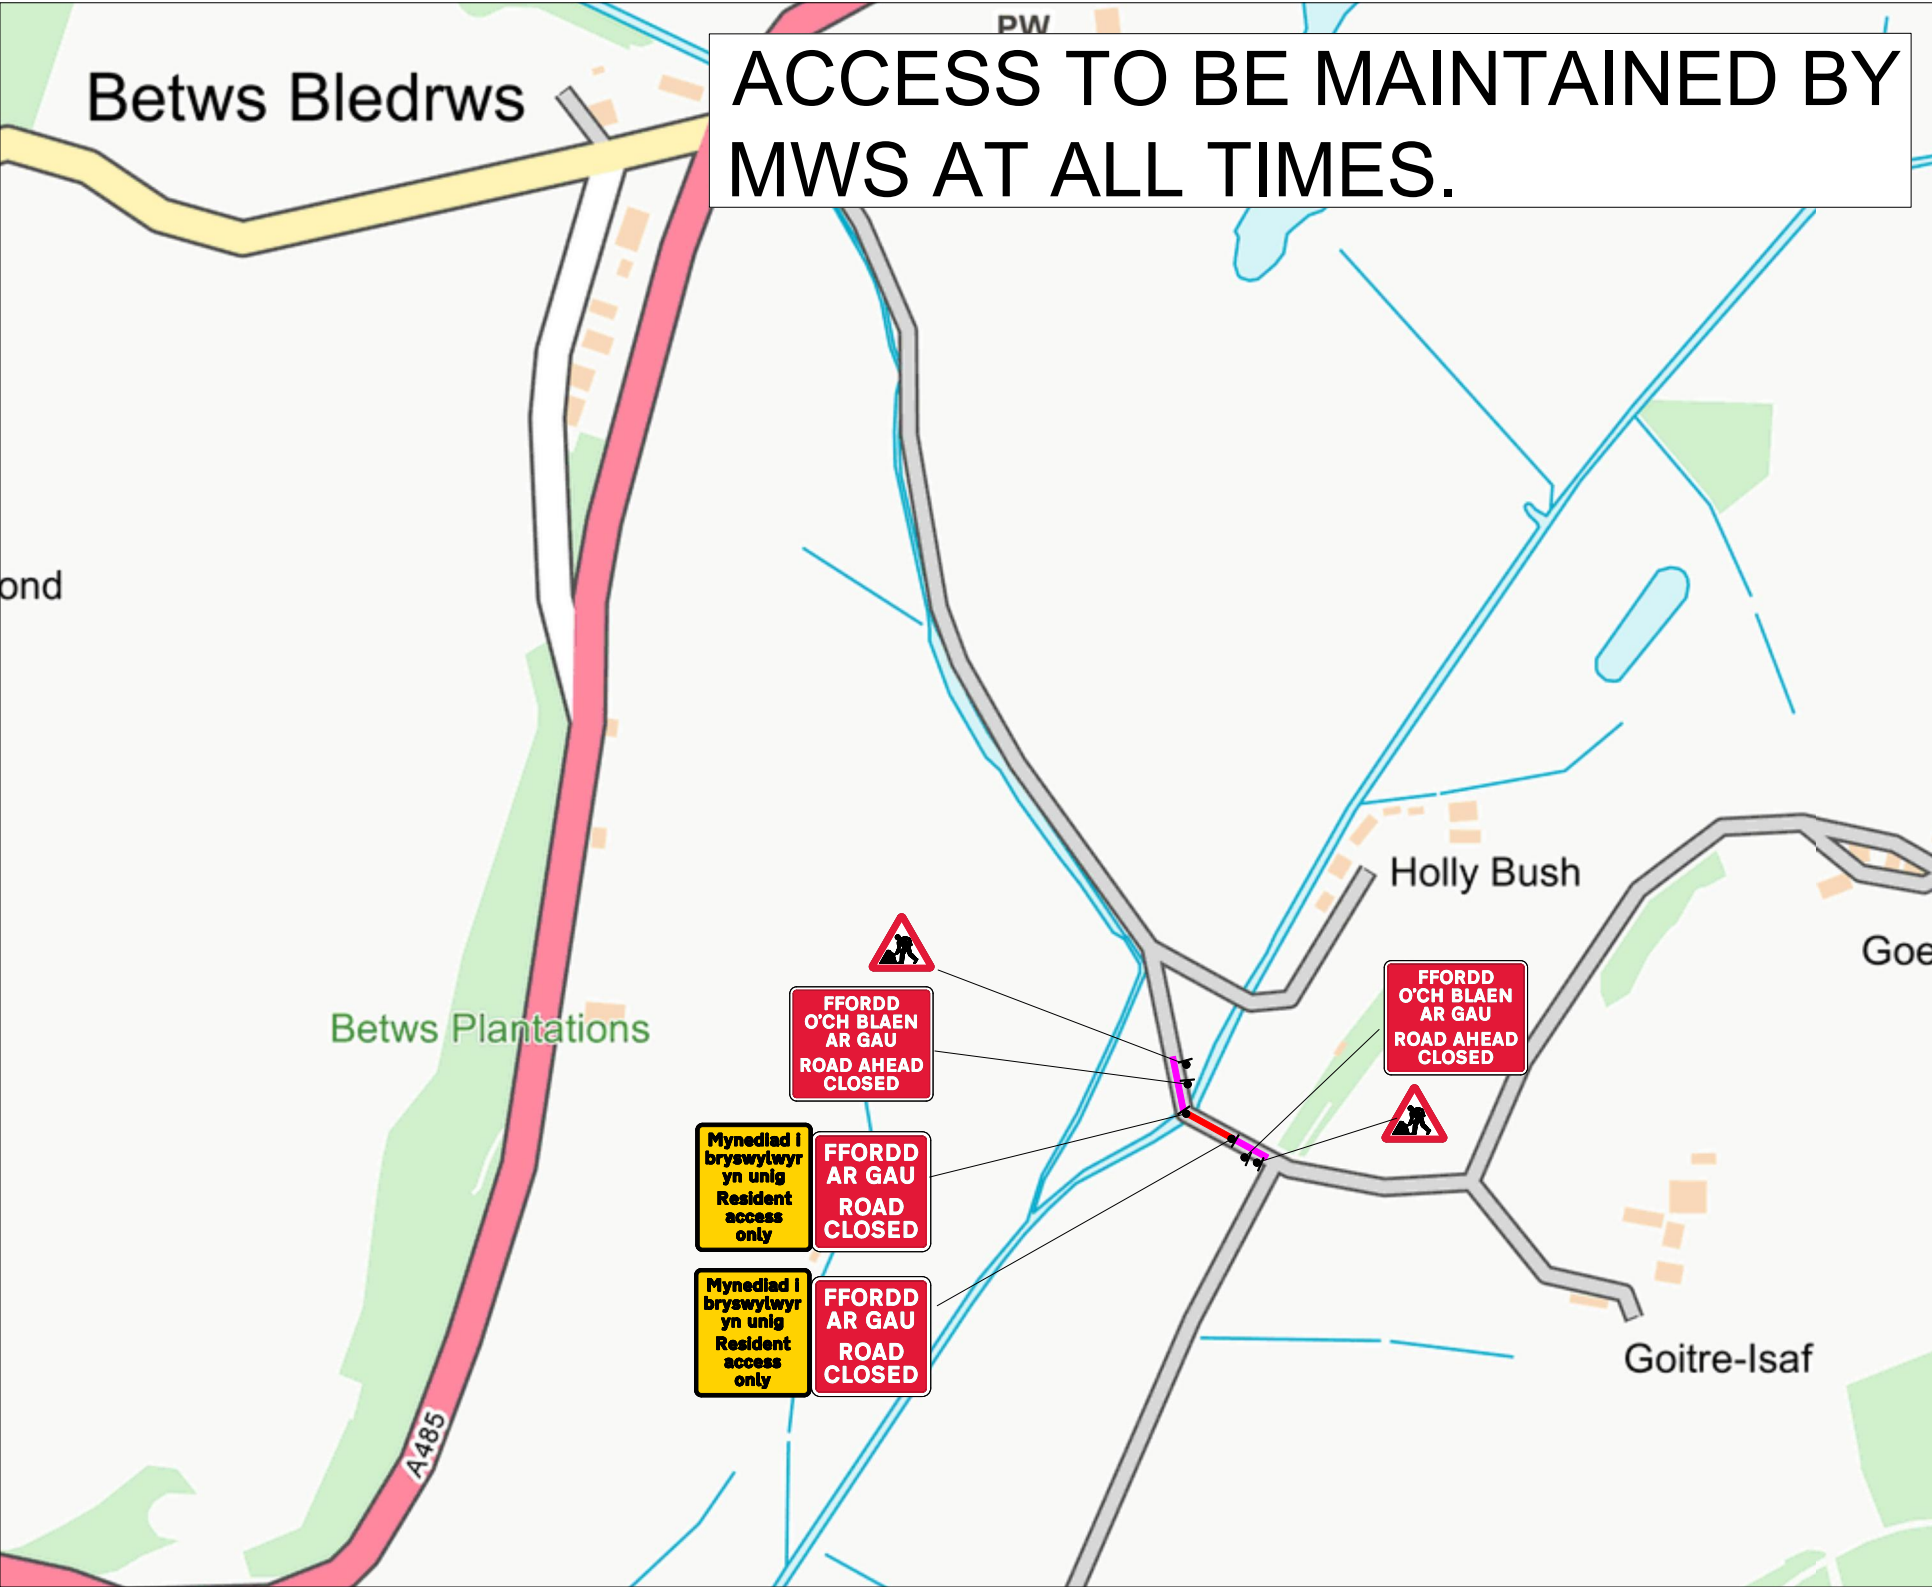 PW
ACCESS TO BE MAINTAINED BY
MWS AT ALL TIMES.
Betws Bledrws
ond
Holly Bush
Goe
Betws Plantations
FFORDD
O'CH BLAEN
AR GAU
ROAD AHEAD
CLOSED
FFORDD
O'CH BLAEN
AR GAU
ROAD AHEAD
CLOSED
Mynediad i
bryswylwyr
yn unig
Resident
access
only
FFORDD
AR GAU
ROAD
CLOSED
Mynediad i
bryswylwyr
yn unig
Resident
access
only
FFORDD
AR GAU
ROAD
CLOSED
Goitre-Isaf
A485